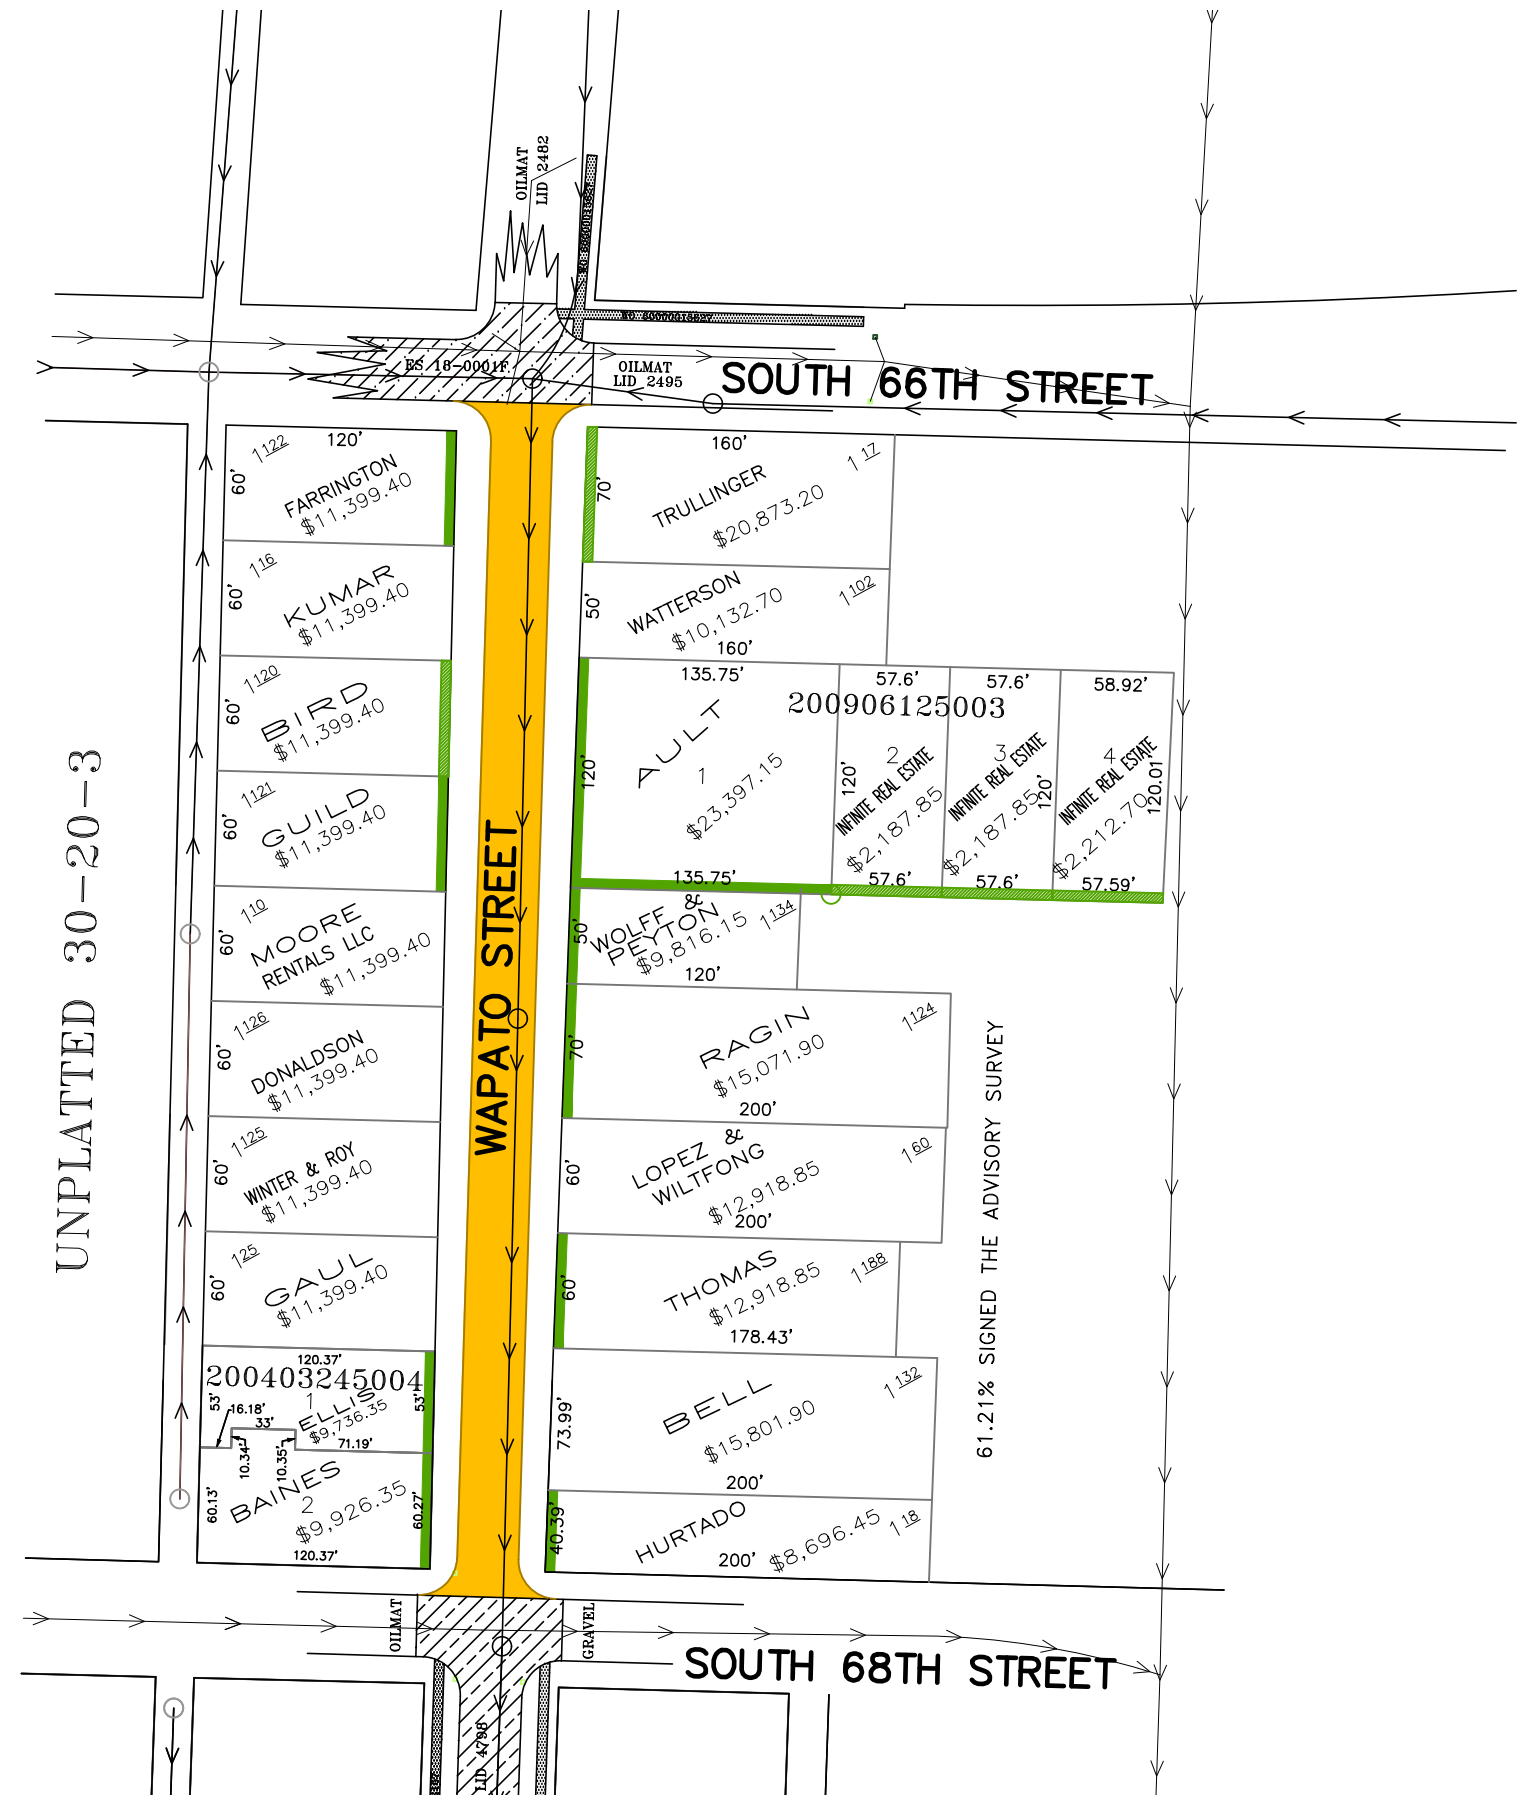 OILMAT
LID 2482
W.O. 60000015627
ES 18-0001F
OILMAT
LID 2495
SOUTH 66TH STREET
1122
120'
60'
FARRINGTON
$11,399.40
116
60'
KUMAR
$11,399.40
1120
60'
BIRD
$11,399.40
1121
60'
GUILD
$11,399.40
110
60'
MOORE
RENTALS LLC
$11,399.40
1126
60'
DONALDSON
$11,399.40
1125
60'
WINTER & ROY
$11,399.40
125
60'
GAUL
$11,399.40
120.37'
200403245004
1
53'
ELLIS
53'
$9,736.35
16.18'
33'
71.19'
10.34'
10.35'
BAINES
2
60.13'
$9,926.35
60.27'
120.37'
UNPLATTED 30-20-3
WAPATO STREET
160'
117
70'
TRULLINGER
$20,873.20
1102
50'
WATTERSON
$10,132.70
160'
135.75'
57.6'
57.6'
58.92'
200906125003
AULT
1
120'
$23,397.15
2
120'
INFINITE REAL ESTATE
$2,187.85
3
INFINITE REAL ESTATE
120'
$2,187.85
4
INFINITE REAL ESTATE
120.01'
$2,212.70
135.75'
57.6'
57.6'
57.59'
50'
WOLFF &
PEYTON
1134
$9,816.15
120'
1124
70'
RAGIN
$15,071.90
200'
160
60'
LOPEZ &
WILTFONG
$12,918.85
200'
1188
60'
THOMAS
$12,918.85
178.43'
1132
73.99'
BELL
$15,801.90
200'
118
40.39'
HURTADO
$8,696.45
200'
61.21% SIGNED THE ADVISORY SURVEY
OILMAT
GRAVEL
SOUTH 68TH STREET
LID 4798